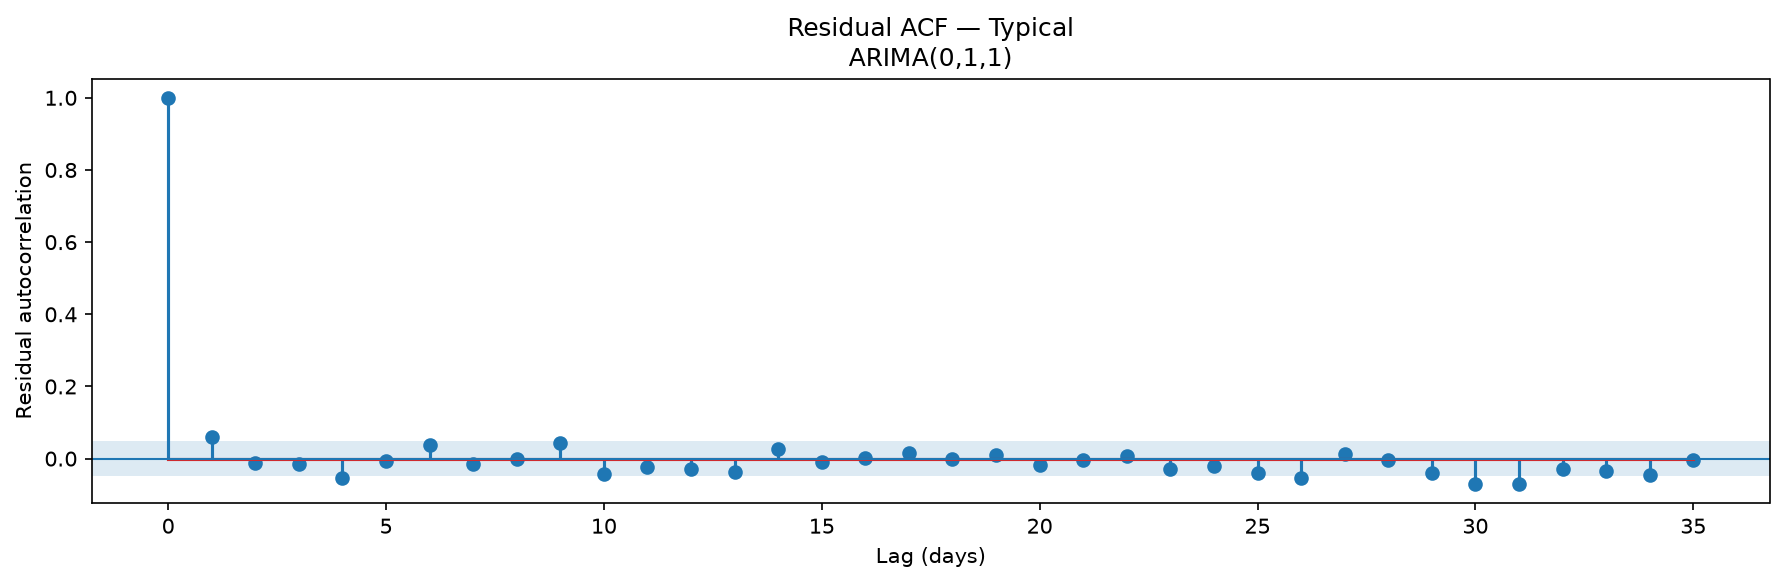 Residual ACF — Typical
ARIMA(0,1,1)
Residual autocorrelation
1.0
0.8
0.6
0.4
0.2
0.0
0 5 10 15 20 25 30 35
Lag (days)